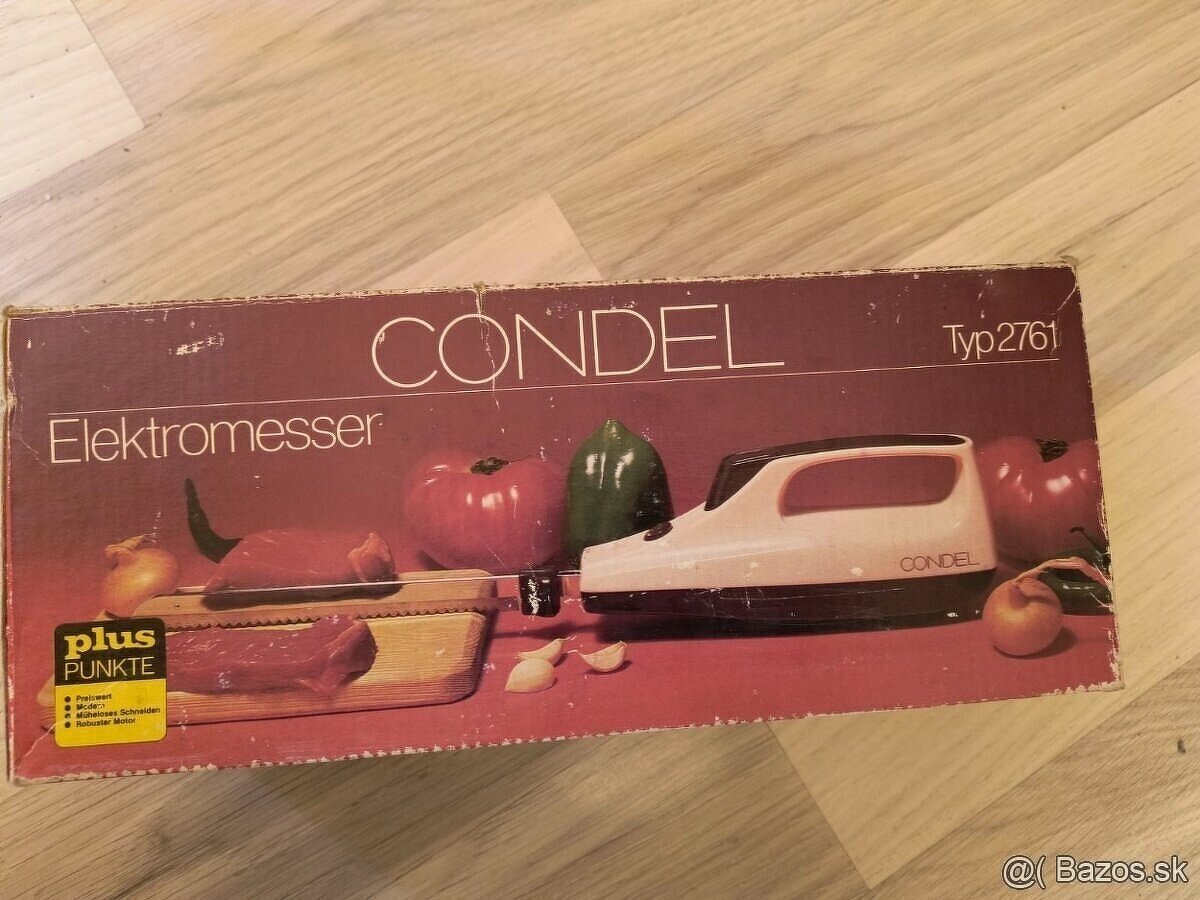 CONDEL
Typ 2761
Elektromesser
CONDEL
plus
PUNKTE
● Preiswert
● Modern
● Müheloses Schneiden
● Robuster Motor
@( Bazos.sk